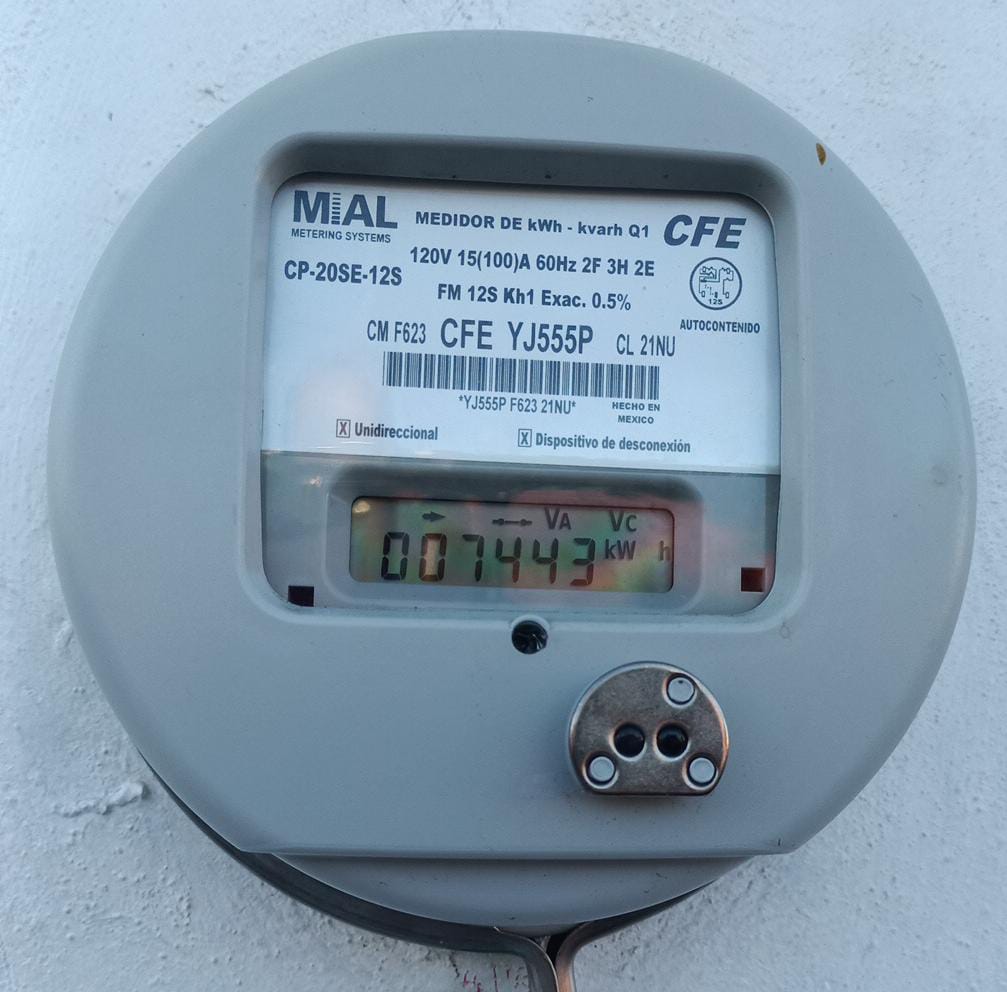 MIAL
METERING SYSTEMS
MEDIDOR DE kWh - kvarh Q1
CFE
CP-20SE-12S
120V 15(100)A 60Hz 2F 3H 2E
FM 12S Kh1 Exac. 0.5%
12S
AUTOCONTENIDO
CM F623 CFE YJ555P CL 21NU
*YJ555P F623 21NU*
HECHO EN
MEXICO
X Unidireccional
X Dispositivo de desconexión
VA VC
007443 kW h